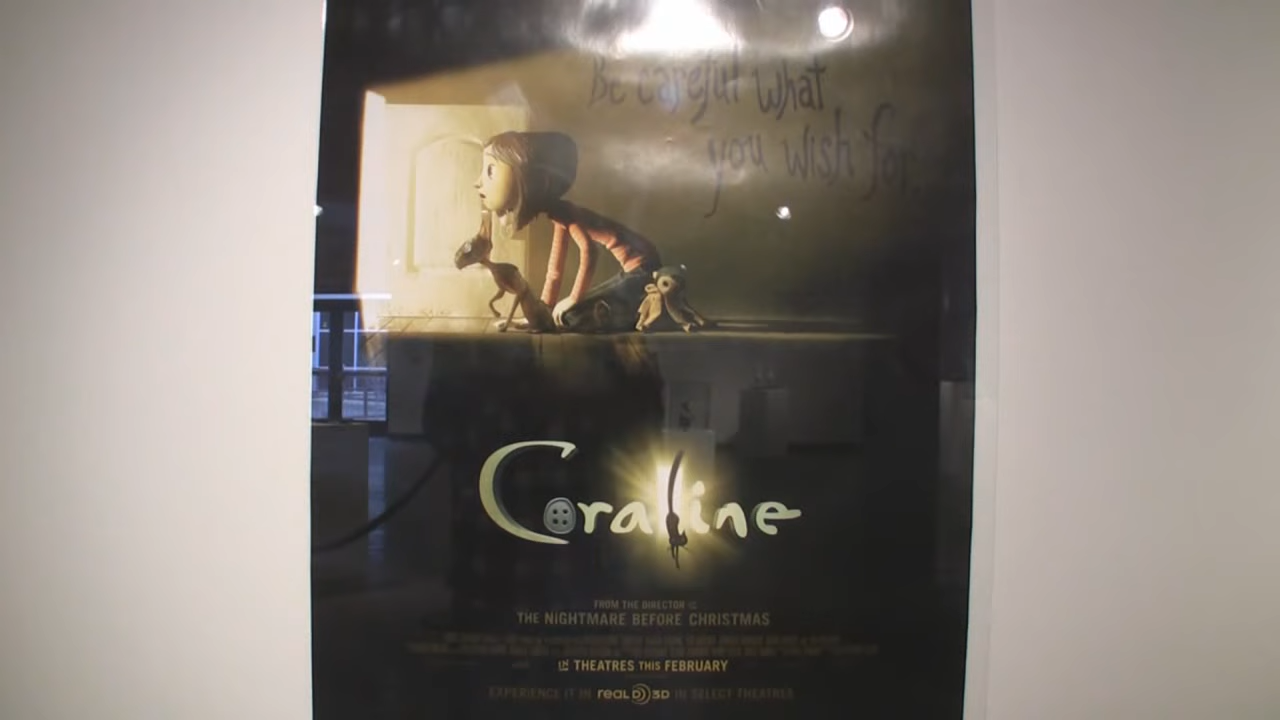 Be careful what
you wish for
Coraline
FROM THE DIRECTOR OF
THE NIGHTMARE BEFORE CHRISTMAS
IN THEATRES THIS FEBRUARY
EXPERIENCE IT IN REAL D 3D IN SELECT THEATRES